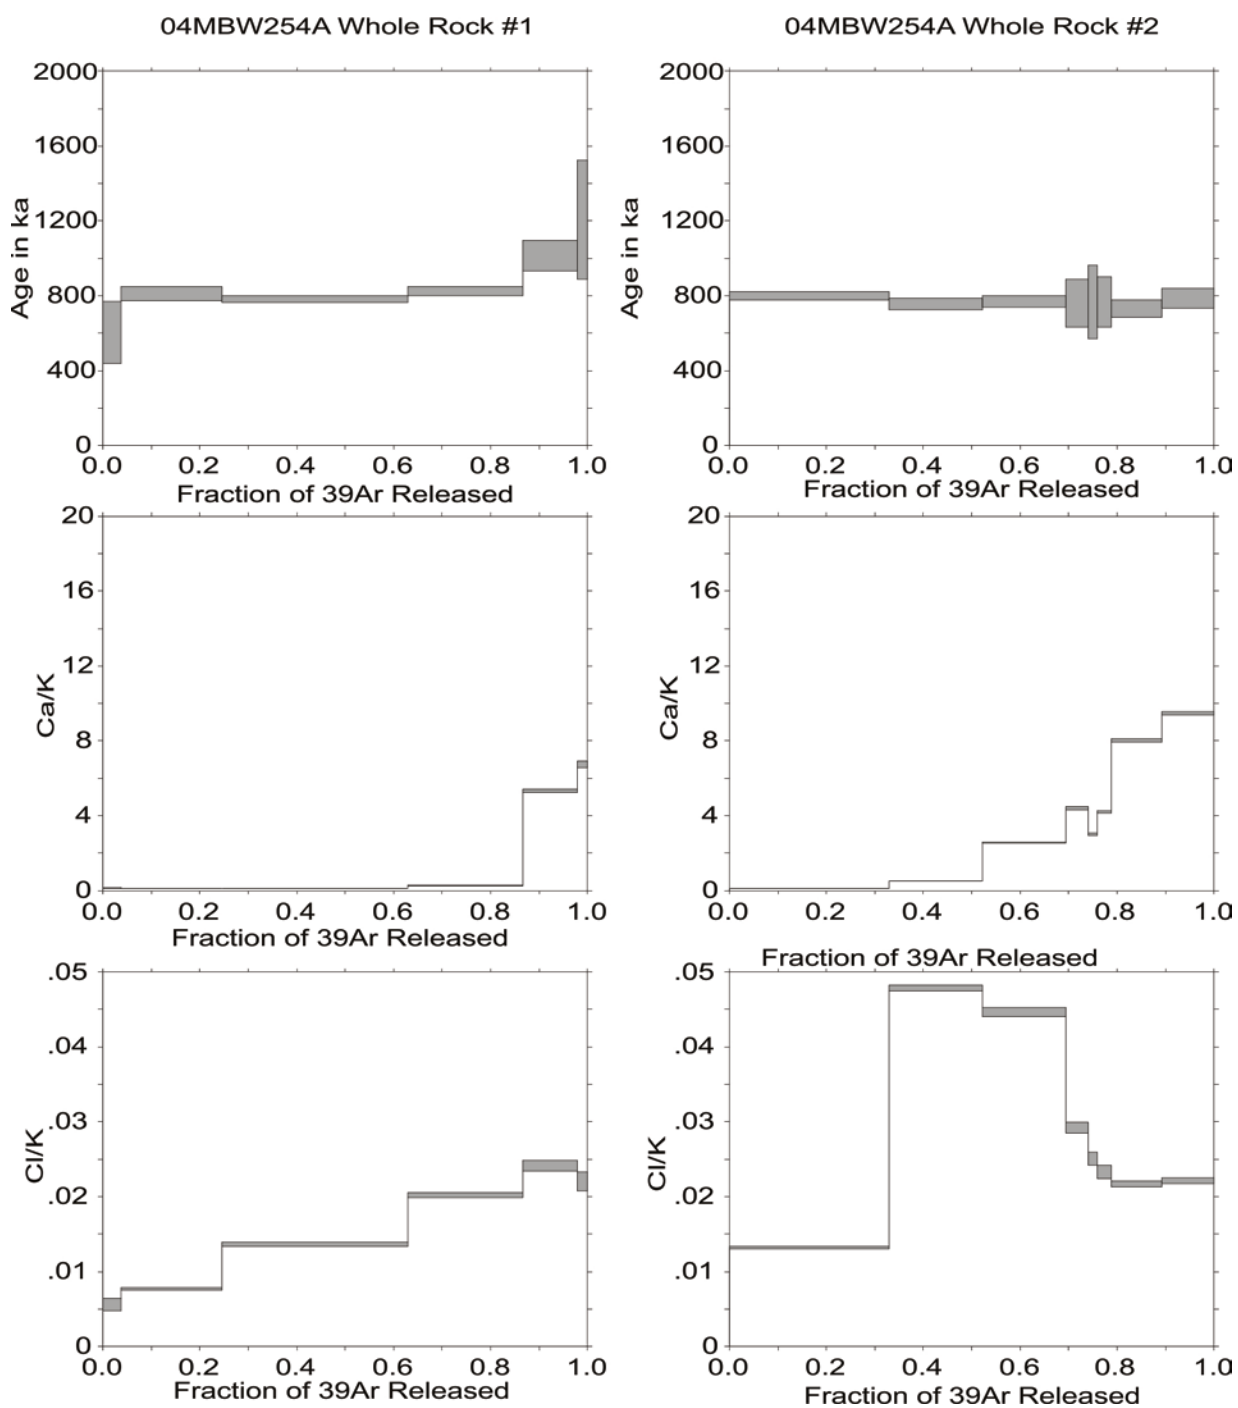 04MBW254A Whole Rock #1
2000
1600
1200
800
400
0
Age in ka
0.0 0.2 0.4 0.6 0.8 1.0
Fraction of 39Ar Released
04MBW254A Whole Rock #2
2000
1600
1200
800
400
0
Age in ka
0.0 0.2 0.4 0.6 0.8 1.0
Fraction of 39Ar Released
20
16
12
8
4
0
Ca/K
0.0 0.2 0.4 0.6 0.8 1.0
Fraction of 39Ar Released
20
16
12
8
4
0
Ca/K
0.0 0.2 0.4 0.6 0.8 1.0
Fraction of 39Ar Released
.05
.04
.03
.02
.01
0
Cl/K
0.0 0.2 0.4 0.6 0.8 1.0
Fraction of 39Ar Released
.05
.04
.03
.02
.01
0
Cl/K
0.0 0.2 0.4 0.6 0.8 1.0
Fraction of 39Ar Released